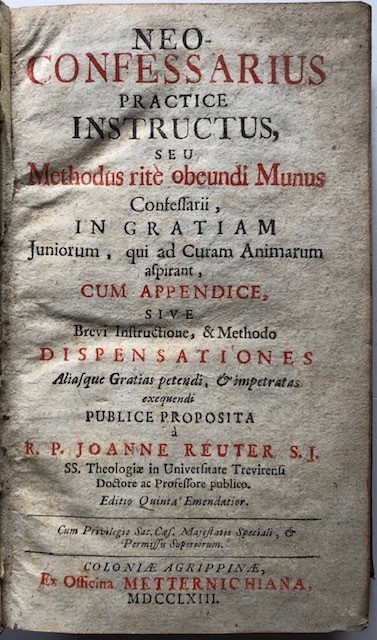 NEO-
CONFESSARIUS
PRACTICE
INSTRUCTUS,
SEU
Methodus ritè obeundi Munus
Confessarii,
IN GRATIAM
Juniorum, qui ad Curam Animarum
aspirant,
CUM APPENDICE,
SIVE
Brevi Instructione, & Methodo
DISPENSATIONES
Aliasque Gratias petendi, & impetratas
exequendi
PUBLICE PROPOSITA
à
R. P. JOANNE REUTER S. J.
SS. Theologiæ in Universitate Trevirensi
Doctore ac Professore publico.
Editio Quinta Emendatior.
Cum Privilegio Sac. Cæs. Majestatis Speciali, &
Permissu Superiorum.
COLONIÆ AGRIPPINÆ,
Ex Officina METTERNICHIANA,
MDCCLXIII.